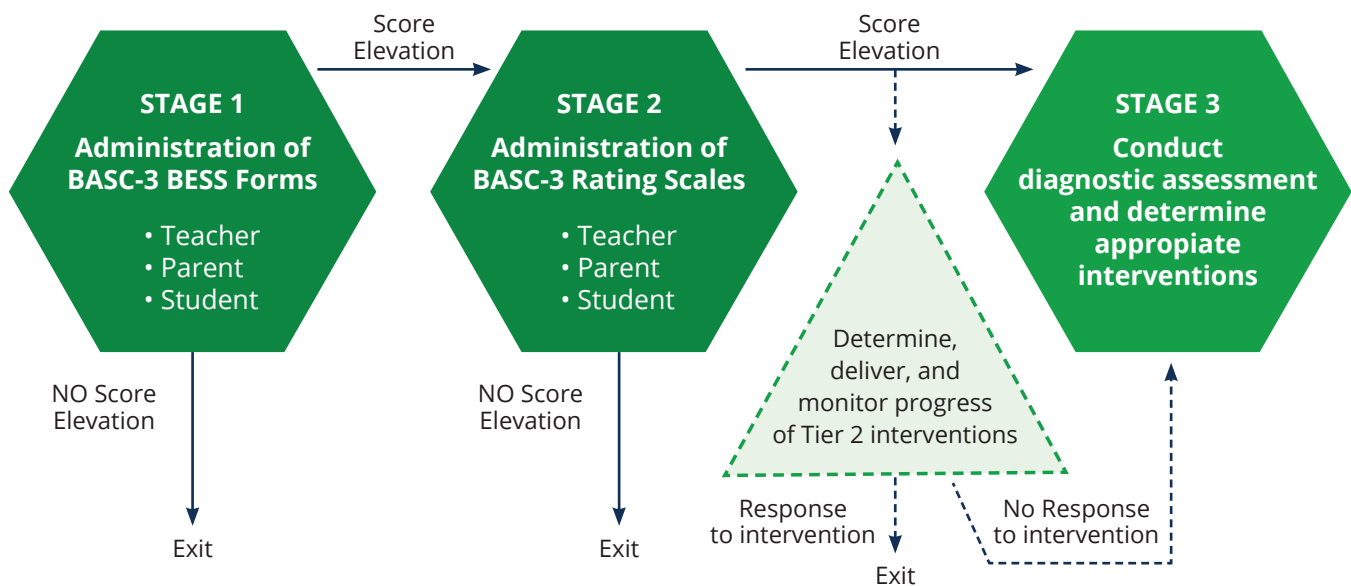 STAGE 1
Administration of
BASC-3 BESS Forms
• Teacher
• Parent
• Student
Score
Elevation
NO Score
Elevation
Exit
STAGE 2
Administration of
BASC-3 Rating Scales
• Teacher
• Parent
• Student
NO Score
Elevation
Exit
Score
Elevation
Determine,
deliver, and
monitor progress
of Tier 2 interventions
Response
to intervention
Exit
No Response
to intervention
STAGE 3
Conduct
diagnostic assessment
and determine
appropiate
interventions